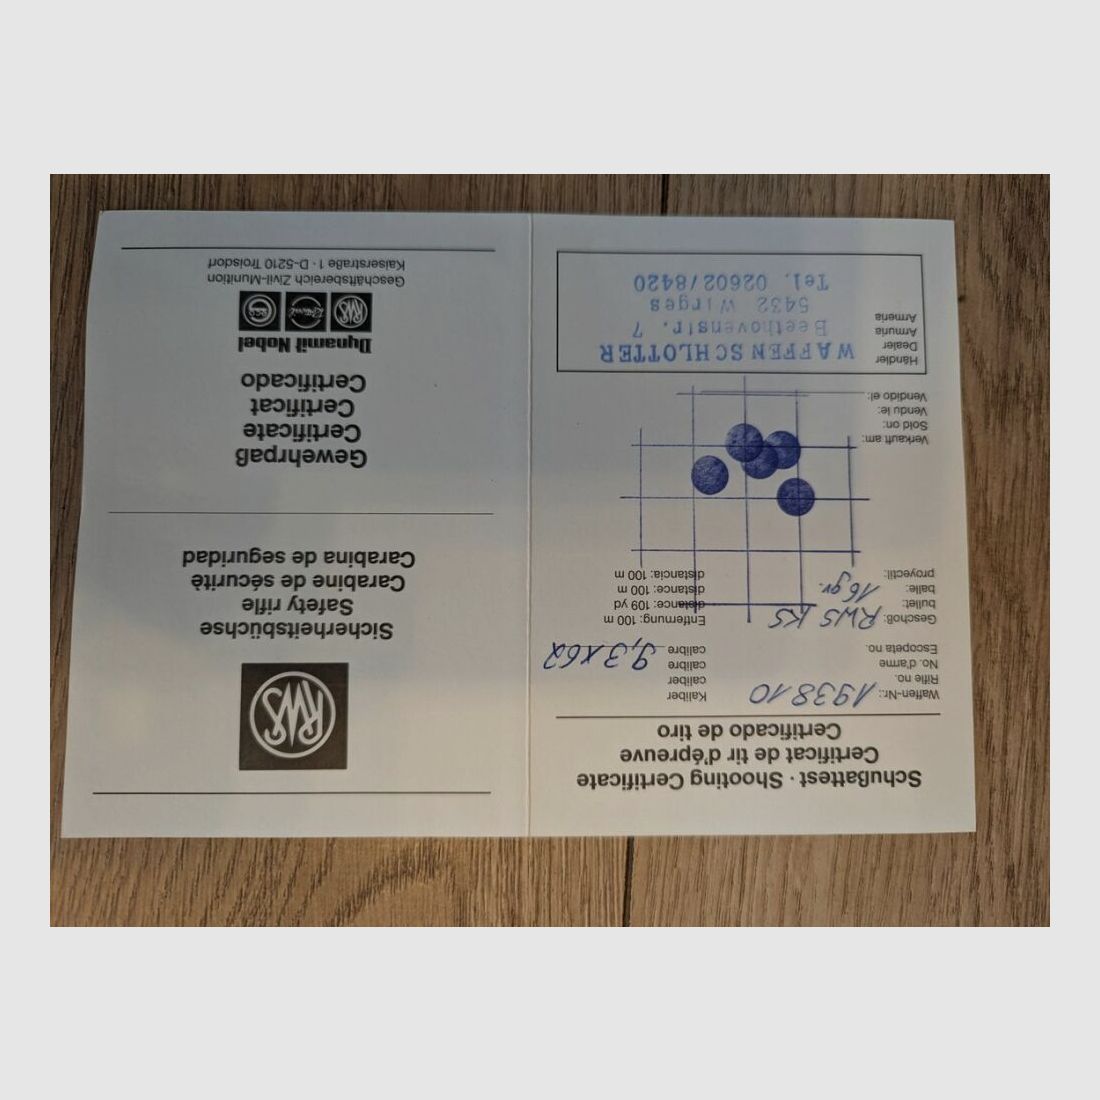 Schußattest · Shooting Certificate
Certificat de tir d'épreuve
Certificado de tiro
Waffen-Nr.: 193810
Rifle no.
No. d'arme
Escopeta no.
Kaliber
caliber
calibre
calibre 9,3x62
Geschoß: RWS KS
bullet:
balle: 16 gr.
proyectil:
Entfernung: 100 m
distance: 109 yd
distance: 100 m
distancia: 100 m
Verkauft am:
Sold on:
Vendu le:
Vendido el:
Händler
Dealer
Armuria
Armeria
WAFFEN SCHLOTTER
Beethovenstr. 7
5432 Wirges
Tel. 02602/8420
RWS
Sicherheitsbüchse
Safety rifle
Carabine de sécurité
Carabina de seguridad
Gewehrpaß
Certificate
Certificat
Certificado
Dynamit Nobel
RWS
Geschäftsbereich Zivil-Munition
Kaiserstraße 1 · D-5210 Troisdorf